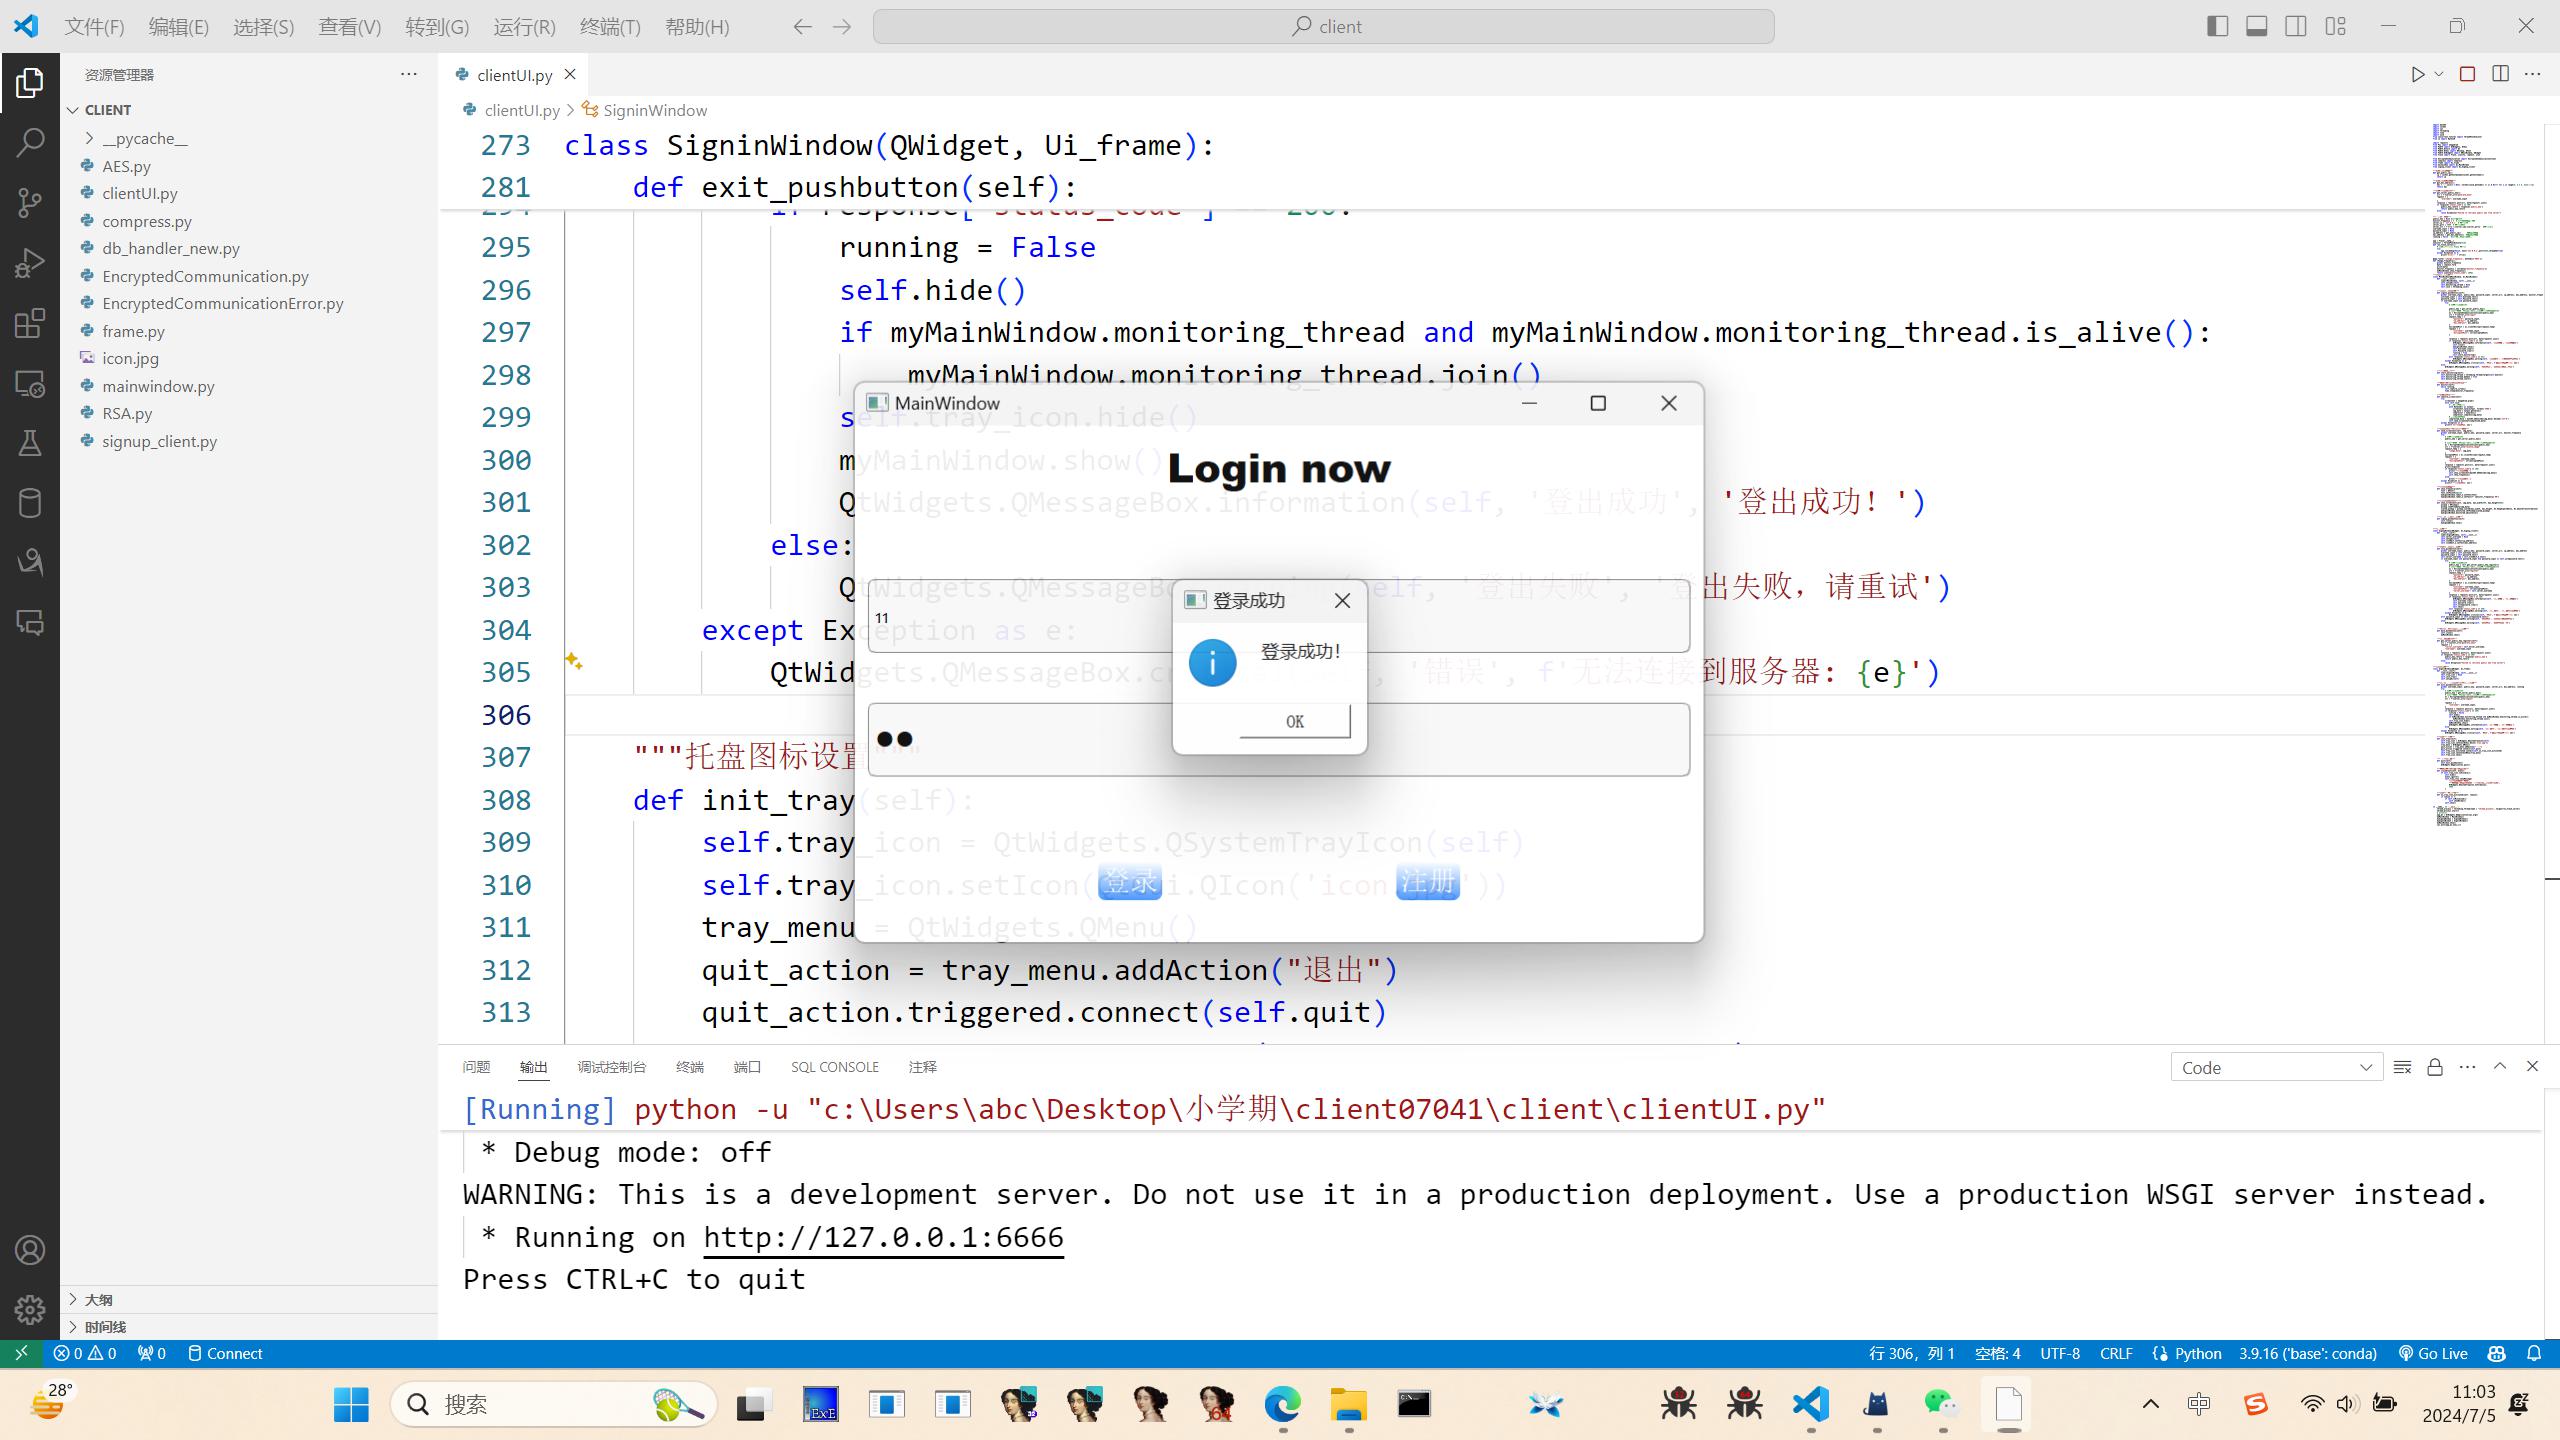 文件(F) 编辑(E) 选择(S) 查看(V) 转到(G) 运行(R) 终端(T) 帮助(H)
client
资源管理器
CLIENT
__pycache__
AES.py
clientUI.py
compress.py
db_handler_new.py
EncryptedCommunication.py
EncryptedCommunicationError.py
frame.py
icon.jpg
mainwindow.py
RSA.py
signup_client.py
大纲
时间线
clientUI.py
clientUI.py SigninWindow
273 class SigninWindow(QWidget, Ui_frame):
281 def exit_pushbutton(self):
295 running = False
296 self.hide()
297 if myMainWindow.monitoring_thread and myMainWindow.monitoring_thread.is_alive():
298 myMainWindow.monitoring_thread.join()
299 self.tray_icon.hide()
300 myMainWindow.show()
301 QtWidgets.QMessageBox.information(self, '登出成功', '登出成功！')
302 else:
303 QtWidgets.QMessageBox. (self, '登出失败', '登出失败，请重试')
304 except Exception as e:
305 QtWidgets.QMessageBox. '错误', f'无法连接到服务器: {e}')
306
307 """托盘图标设置"""
308 def init_tray(self):
309 self.tray_icon = QtWidgets.QSystemTrayIcon(self)
310 self.tray_icon.setIcon( i.QIcon('icon '))
311 tray_menu = QtWidgets.QMenu()
312 quit_action = tray_menu.addAction("退出")
313 quit_action.triggered.connect(self.quit)
MainWindow
Login now
11
登录成功
登录成功！
OK
登录 注册
问题 输出 调试控制台 终端 端口 SQL CONSOLE 注释
Code
[Running] python -u "c:\Users\abc\Desktop\小学期\client07041\client\clientUI.py"
* Debug mode: off
WARNING: This is a development server. Do not use it in a production deployment. Use a production WSGI server instead.
* Running on http://127.0.0.1:6666
Press CTRL+C to quit
0 0 0 Connect
行 306，列 1 空格: 4 UTF-8 CRLF Python 3.9.16 ('base': conda) Go Live
28°
搜索
ExE
64
中
11:03
2024/7/5